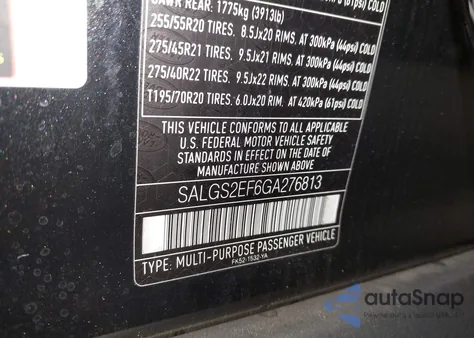 GAWR REAR: 1775kg (3913lb)
255/55R20 TIRES. 8.5Jx20 RIMS. AT 300kPa (44psi) COLD
275/45R21 TIRES. 9.5Jx21 RIMS. AT 300kPa (44psi) COLD
275/40R22 TIRES. 9.5Jx22 RIMS. AT 300kPa (44psi) COLD
T195/70R20 TIRES. 6.0Jx20 RIM. AT 420kPa (61psi) COLD
THIS VEHICLE CONFORMS TO ALL APPLICABLE
U.S. FEDERAL MOTOR VEHICLE SAFETY
STANDARDS IN EFFECT ON THE DATE OF
MANUFACTURE SHOWN ABOVE
SALGS2EF6GA276813
TYPE: MULTI-PURPOSE PASSENGER VEHICLE
FK52-1532-YA
autoSnap